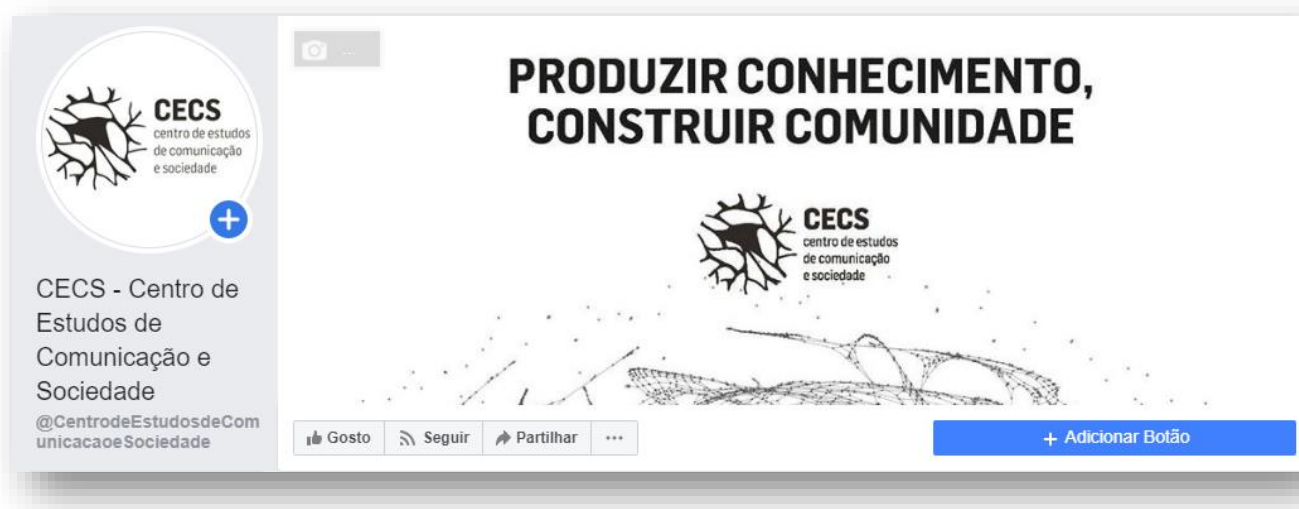 CECS
centro de estudos
de comunicação
e sociedade
CECS - Centro de
Estudos de
Comunicação e
Sociedade
@CentrodeEstudosdeCom
unicacaoeSociedade
...
PRODUZIR CONHECIMENTO,
CONSTRUIR COMUNIDADE
CECS
centro de estudos
de comunicação
e sociedade
Gosto Seguir Partilhar ...
+ Adicionar Botão